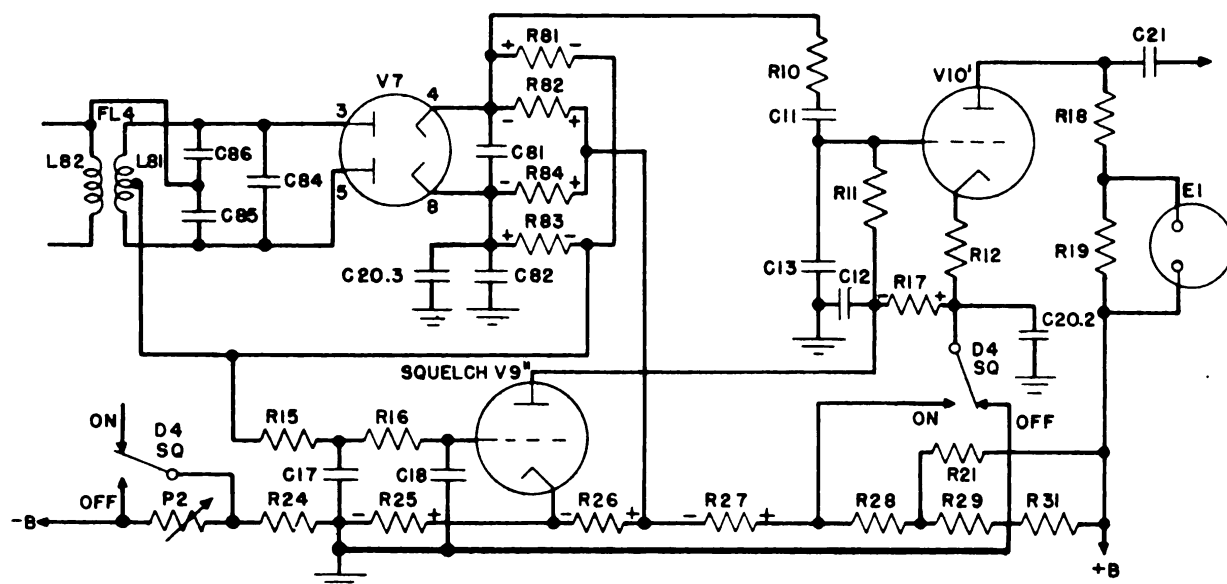 R81
+ -
C21
R10
V10'
V7
R82
FL4
3
4
- +
C11
R18
L82
L81
C86
C84
C81
E1
5
8
- R84 +
R11
C85
R83
+ -
R12
R19
C20.3
C82
C13
C12
- R17 +
C20.2
D4
SQ
SQUELCH V9"
ON
OFF
ON
D4
SQ
R15
R16
R21
C17
C18
OFF
P2
R24
- R25 +
- R26 +
- R27 +
R28
R29
R31
-B
+B